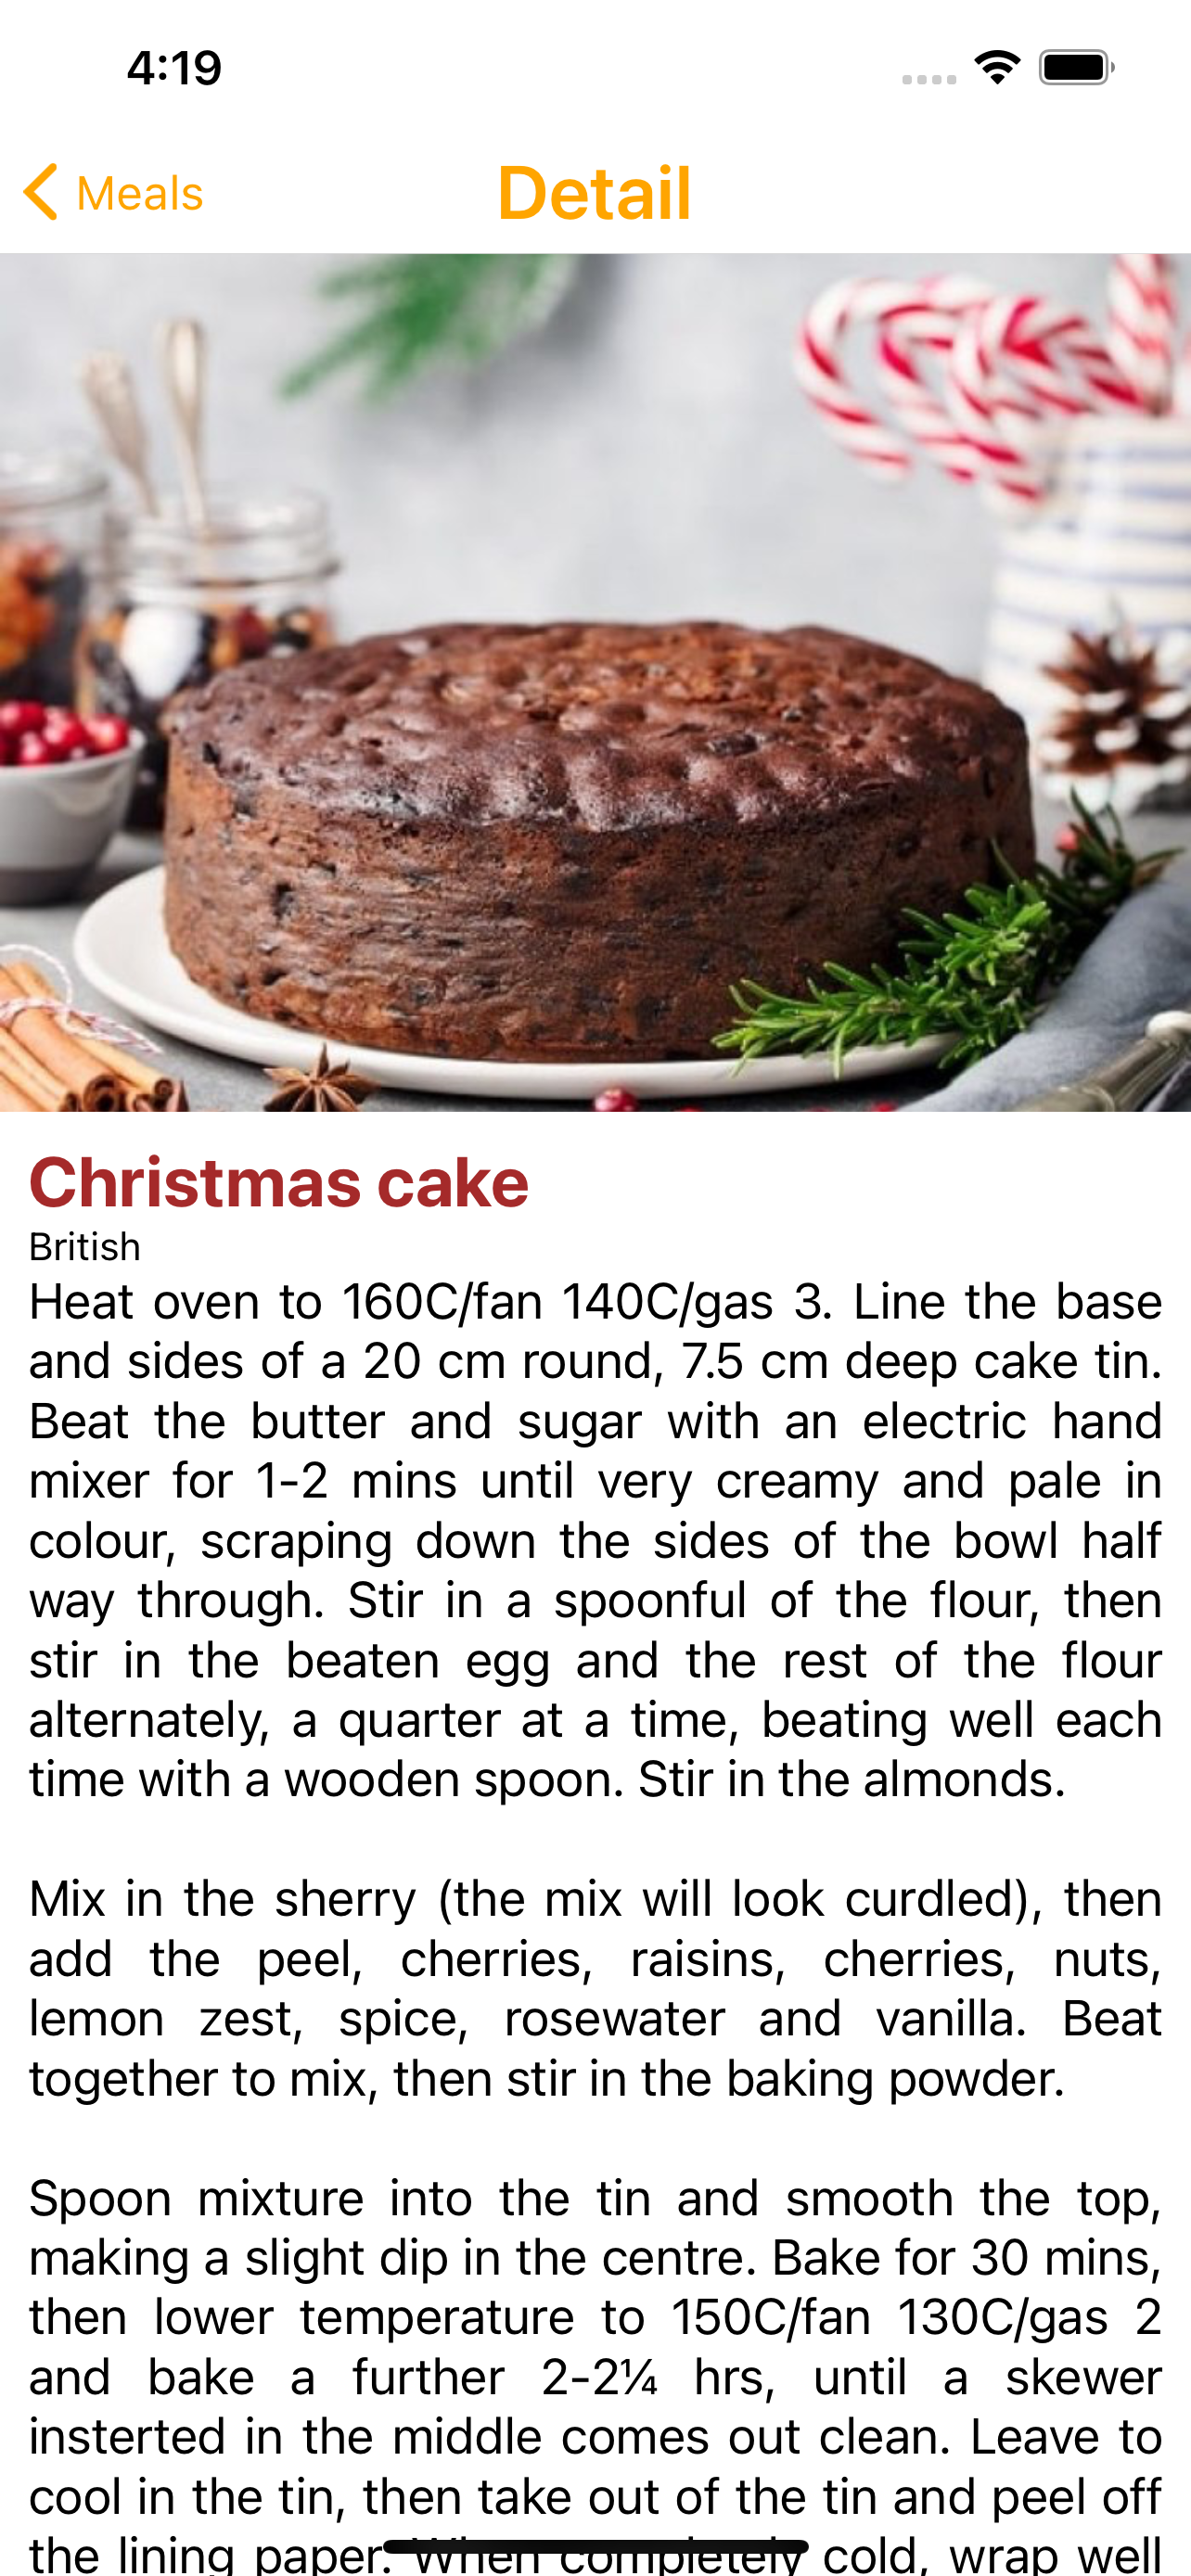 4:19
Meals
Detail
Christmas cake
British
Heat oven to 160C/fan 140C/gas 3. Line the base
and sides of a 20 cm round, 7.5 cm deep cake tin.
Beat the butter and sugar with an electric hand
mixer for 1-2 mins until very creamy and pale in
colour, scraping down the sides of the bowl half
way through. Stir in a spoonful of the flour, then
stir in the beaten egg and the rest of the flour
alternately, a quarter at a time, beating well each
time with a wooden spoon. Stir in the almonds.
Mix in the sherry (the mix will look curdled), then
add the peel, cherries, raisins, cherries, nuts,
lemon zest, spice, rosewater and vanilla. Beat
together to mix, then stir in the baking powder.
Spoon mixture into the tin and smooth the top,
making a slight dip in the centre. Bake for 30 mins,
then lower temperature to 150C/fan 130C/gas 2
and bake a further 2-2¼ hrs, until a skewer
insterted in the middle comes out clean. Leave to
cool in the tin, then take out of the tin and peel off
the lining paper. When completely cold, wrap well